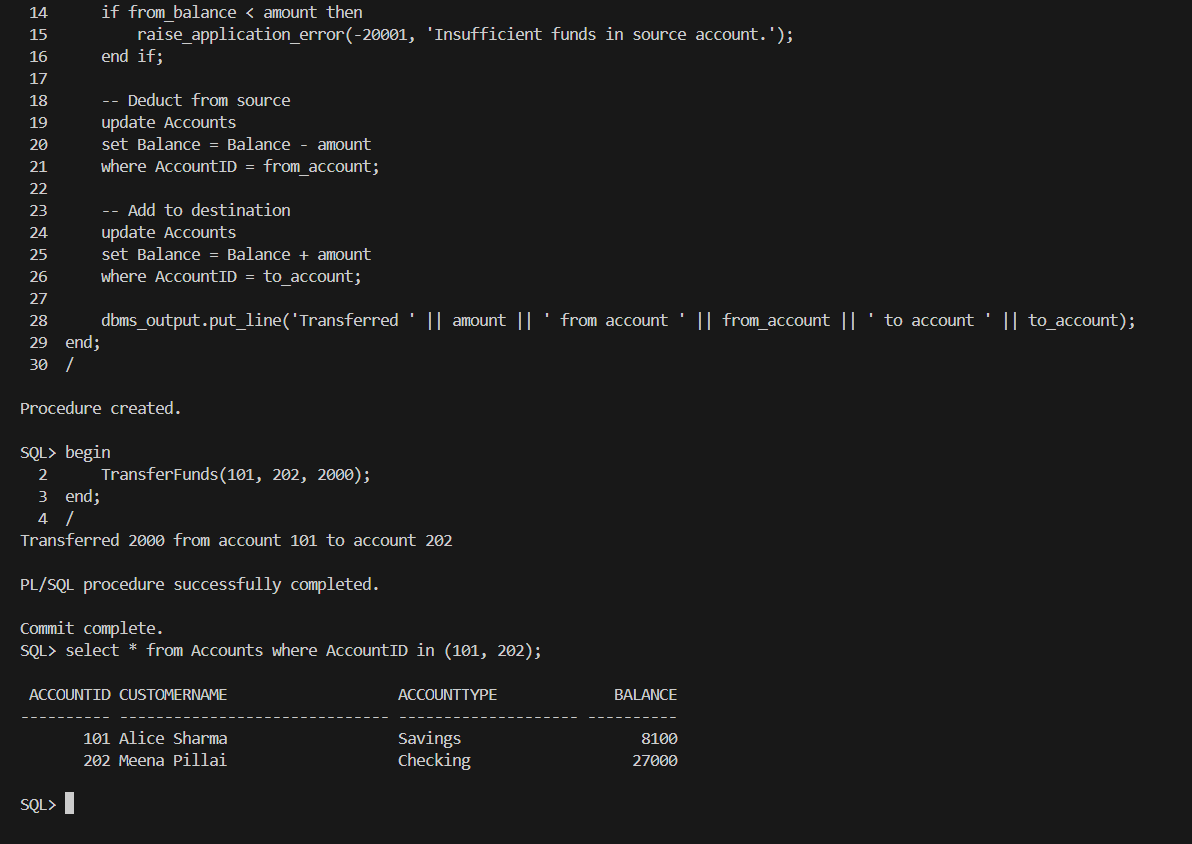 14      if from_balance < amount then
15          raise_application_error(-20001, 'Insufficient funds in source account.');
16      end if;
17
18      -- Deduct from source
19      update Accounts
20      set Balance = Balance - amount
21      where AccountID = from_account;
22
23      -- Add to destination
24      update Accounts
25      set Balance = Balance + amount
26      where AccountID = to_account;
27
28      dbms_output.put_line('Transferred ' || amount || ' from account ' || from_account || ' to account ' || to_account);
29  end;
30  /
Procedure created.
SQL> begin
2      TransferFunds(101, 202, 2000);
3  end;
4  /
Transferred 2000 from account 101 to account 202
PL/SQL procedure successfully completed.
Commit complete.
SQL> select * from Accounts where AccountID in (101, 202);
ACCOUNTID CUSTOMERNAME                   ACCOUNTTYPE             BALANCE
---------- ------------------------------ -------------------- ----------
101 Alice Sharma                   Savings                    8100
202 Meena Pillai                   Checking                  27000
SQL>